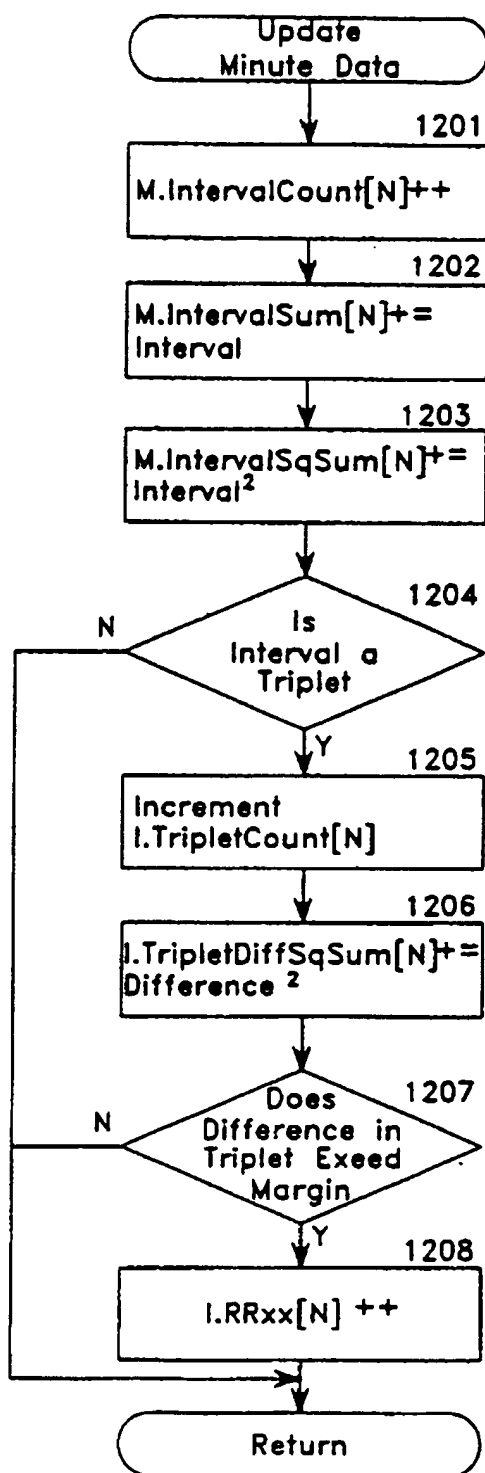 Update
Minute Data
1201
M.IntervalCount[N]++
1202
M.IntervalSum[N]+=
Interval
1203
M.IntervalSqSum[N]+=
Interval²
1204
N
Is
Interval a
Triplet
Y
1205
Increment
I.TripletCount[N]
1206
I.TripletDiffSqSum[N]+=
Difference ²
1207
N
Does
Difference in
Triplet Exeed
Margin
Y
1208
I.RRxx[N] ++
Return